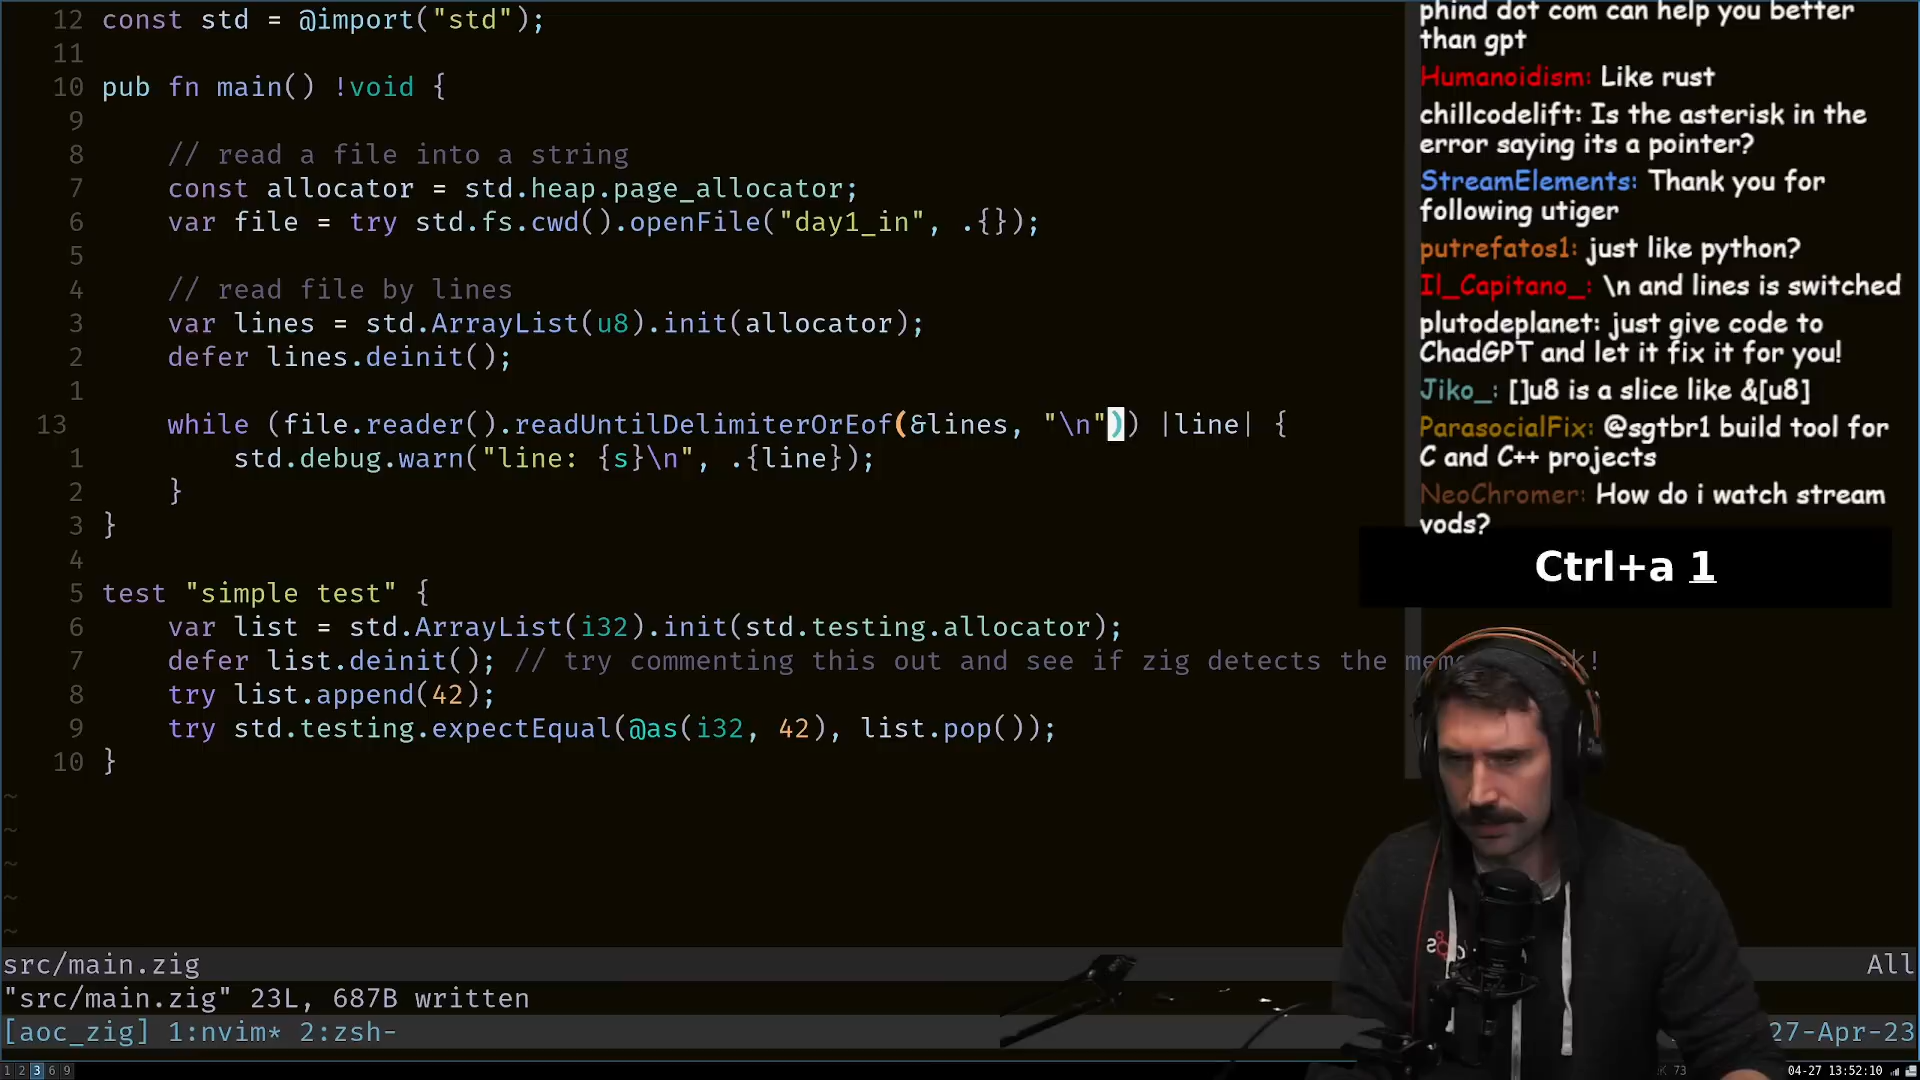 12 const std = @import("std");
11
10 pub fn main() !void {
9
8 // read a file into a string
7 const allocator = std.heap.page_allocator;
6 var file = try std.fs.cwd().openFile("day1_in", .{});
5
4 // read file by lines
3 var lines = std.ArrayList(u8).init(allocator);
2 defer lines.deinit();
1
13 while (file.reader().readUntilDelimiterOrEof(&lines, "\n")) |line| {
1 std.debug.warn("line: {s}\n", .{line});
2 }
3 }
4
5 test "simple test" {
6 var list = std.ArrayList(i32).init(std.testing.allocator);
7 defer list.deinit(); // try commenting this out and see if zig detects the
8 try list.append(42);
9 try std.testing.expectEqual(@as(i32, 42), list.pop());
10 }
~
~
~
~
~
src/main.zig All
"src/main.zig" 23L, 687B written
[aoc_zig] 1:nvim* 2:zsh- 27-Apr-23
1 2 3 6 9
73 04-27 13:52:10
phind dot com can help you better
than gpt
Humanoidism: Like rust
chillcodelift: Is the asterisk in the
error saying its a pointer?
StreamElements: Thank you for
following utiger
putrefatos1: just like python?
Il_Capitano_: \n and lines is switched
plutodeplanet: just give code to
ChadGPT and let it fix it for you!
Jiko_: []u8 is a slice like &[u8]
ParasocialFix: @sgtbr1 build tool for
C and C++ projects
NeoChromer: How do i watch stream
vods?
Ctrl+a 1